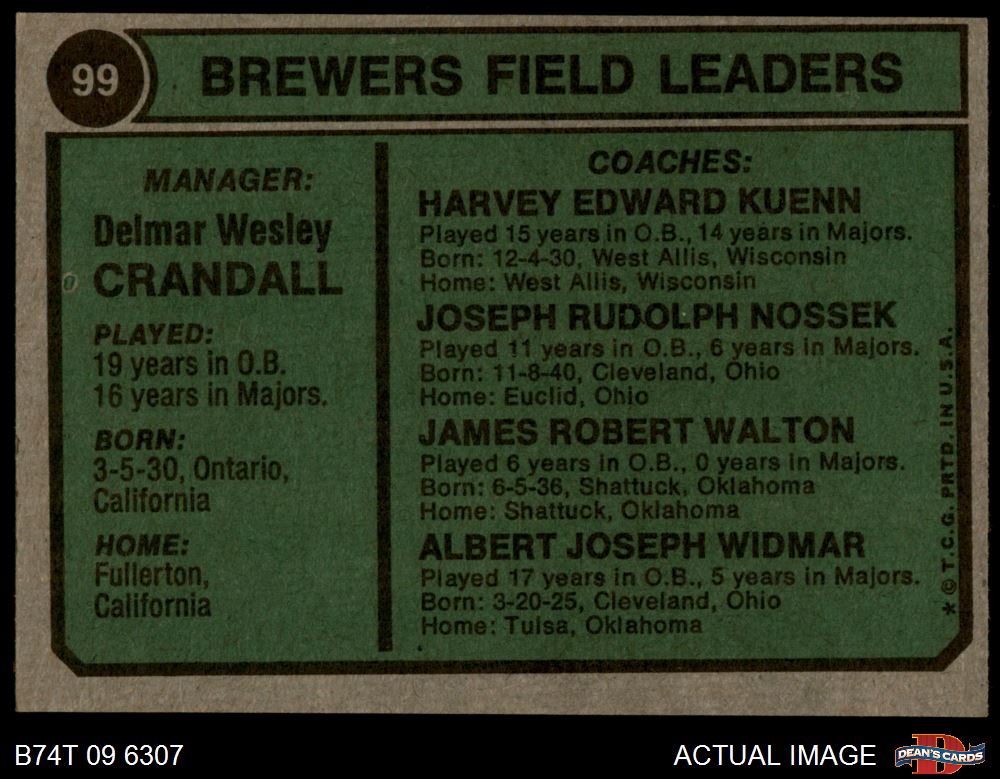 99
BREWERS FIELD LEADERS
MANAGER:
Delmar Wesley
CRANDALL
PLAYED:
19 years in O.B.
16 years in Majors.
BORN:
3-5-30, Ontario,
California
HOME:
Fullerton,
California
COACHES:
HARVEY EDWARD KUENN
Played 15 years in O.B., 14 years in Majors.
Born: 12-4-30, West Allis, Wisconsin
Home: West Allis, Wisconsin
JOSEPH RUDOLPH NOSSEK
Played 11 years in O.B., 6 years in Majors.
Born: 11-8-40, Cleveland, Ohio
Home: Euclid, Ohio
JAMES ROBERT WALTON
Played 6 years in O.B., 0 years in Majors.
Born: 6-5-36, Shattuck, Oklahoma
Home: Shattuck, Oklahoma
ALBERT JOSEPH WIDMAR
Played 17 years in O.B., 5 years in Majors.
Born: 3-20-25, Cleveland, Ohio
Home: Tulsa, Oklahoma
* © T.C.G. PRTD. IN U.S.A.
B74T 09 6307
ACTUAL IMAGE
DEAN'S CARDS